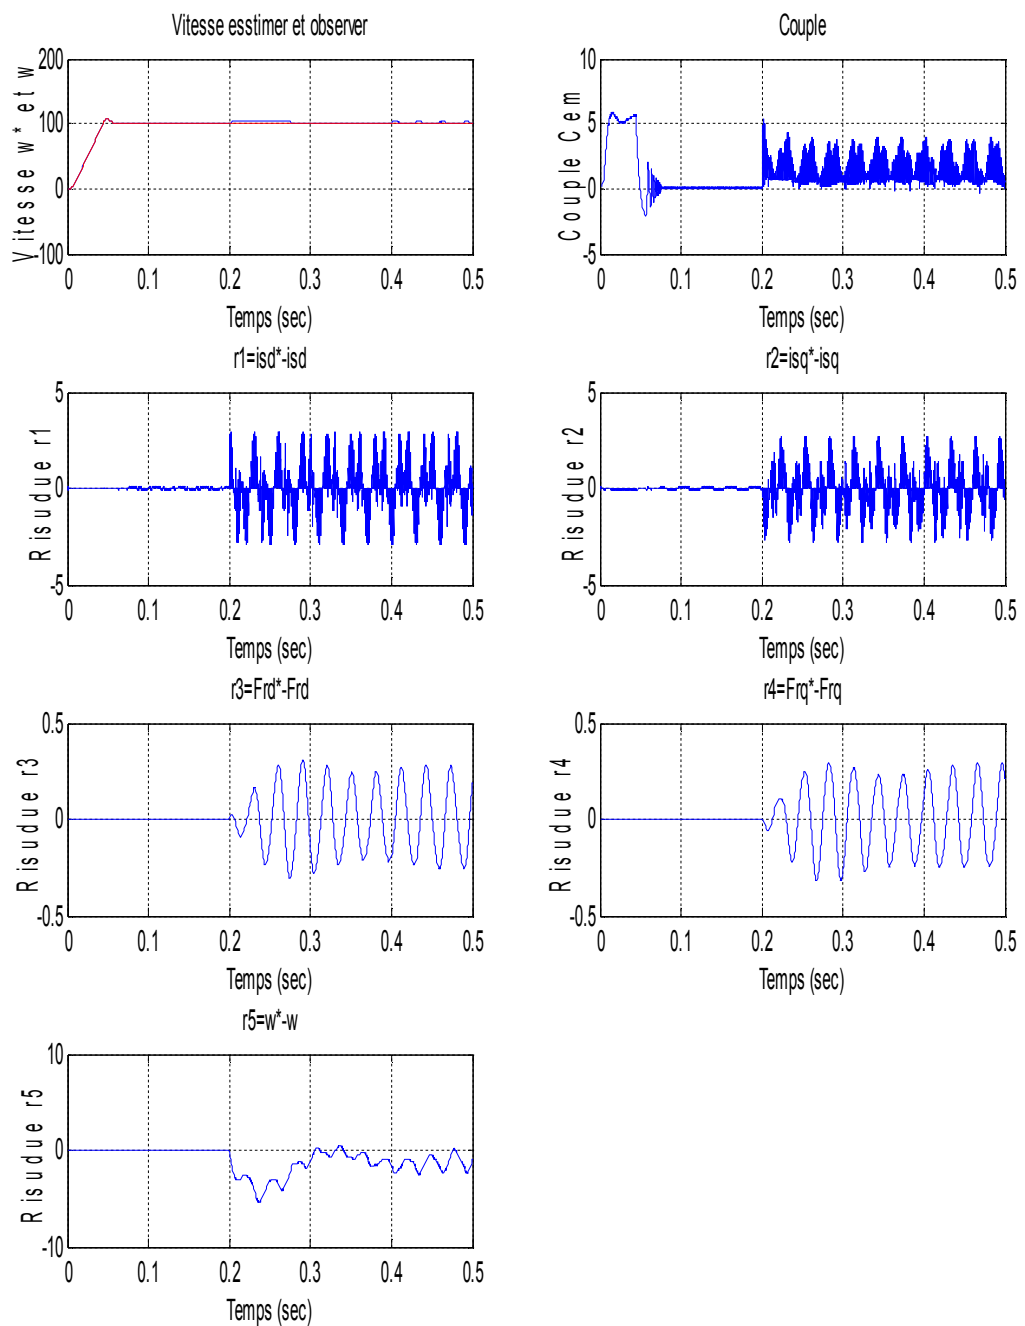 Vitesse esstimer et observer
Vitesse w* et w
200
100
0
-100
0 0.1 0.2 0.3 0.4 0.5
Temps (sec)
Couple
Couple Cem
10
5
0
-5
0 0.1 0.2 0.3 0.4 0.5
Temps (sec)
r1=isd*-isd
Risudue r1
5
0
-5
0 0.1 0.2 0.3 0.4 0.5
Temps (sec)
r2=isq*-isq
Risudue r2
5
0
-5
0 0.1 0.2 0.3 0.4 0.5
Temps (sec)
r3=Frd*-Frd
Risudue r3
0.5
0
-0.5
0 0.1 0.2 0.3 0.4 0.5
Temps (sec)
r4=Frq*-Frq
Risudue r4
0.5
0
-0.5
0 0.1 0.2 0.3 0.4 0.5
Temps (sec)
r5=w*-w
Risudue r5
10
0
-10
0 0.1 0.2 0.3 0.4 0.5
Temps (sec)